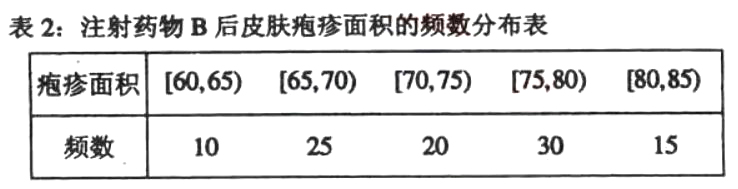 表 2：注射药物 B 后皮肤疱疹面积的频数分布表
疱疹面积 [60,65) [65,70) [70,75) [75,80) [80,85)
频数 10 25 20 30 15